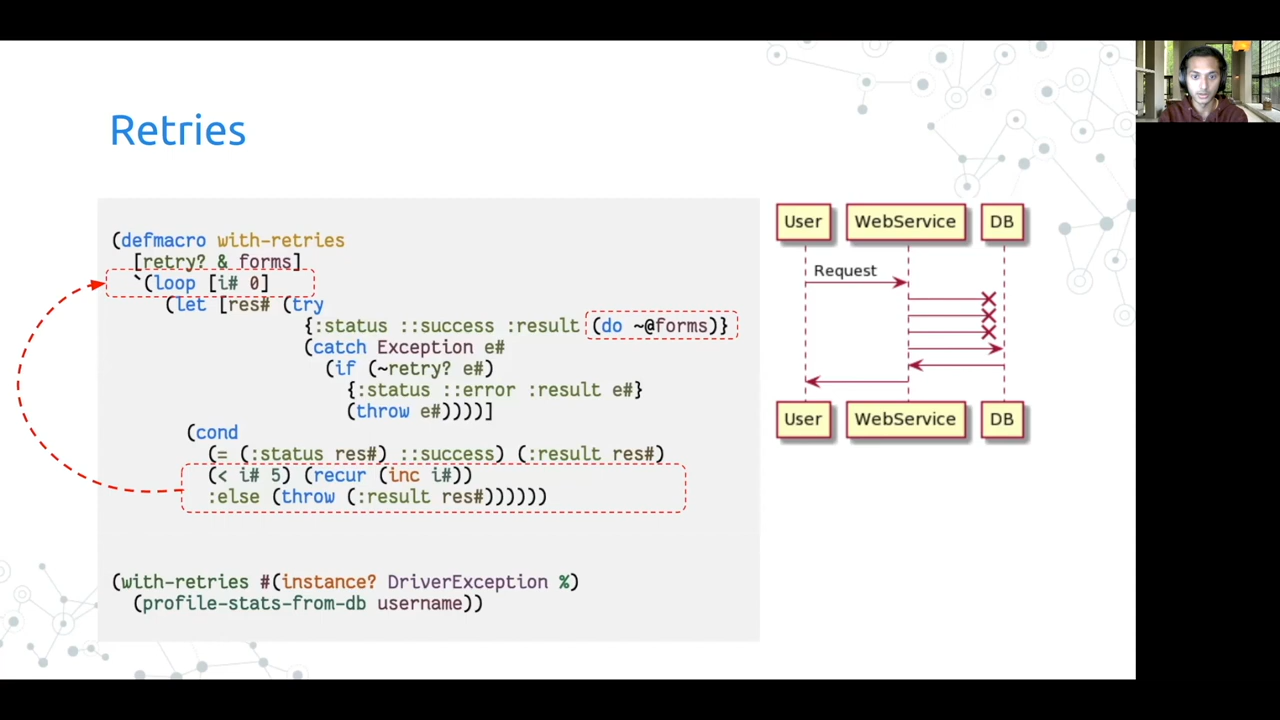 Retries
(defmacro with-retries
[retry? & forms]
`(loop [i# 0]
(let [res# (try
{:status ::success :result (do ~@forms)}
(catch Exception e#
(if (~retry? e#)
{:status ::error :result e#}
(throw e#))))]
(cond
(= (:status res#) ::success) (:result res#)
(< i# 5) (recur (inc i#))
:else (throw (:result res#))))))
(with-retries #(instance? DriverException %)
(profile-stats-from-db username))
User WebService DB
Request
User WebService DB